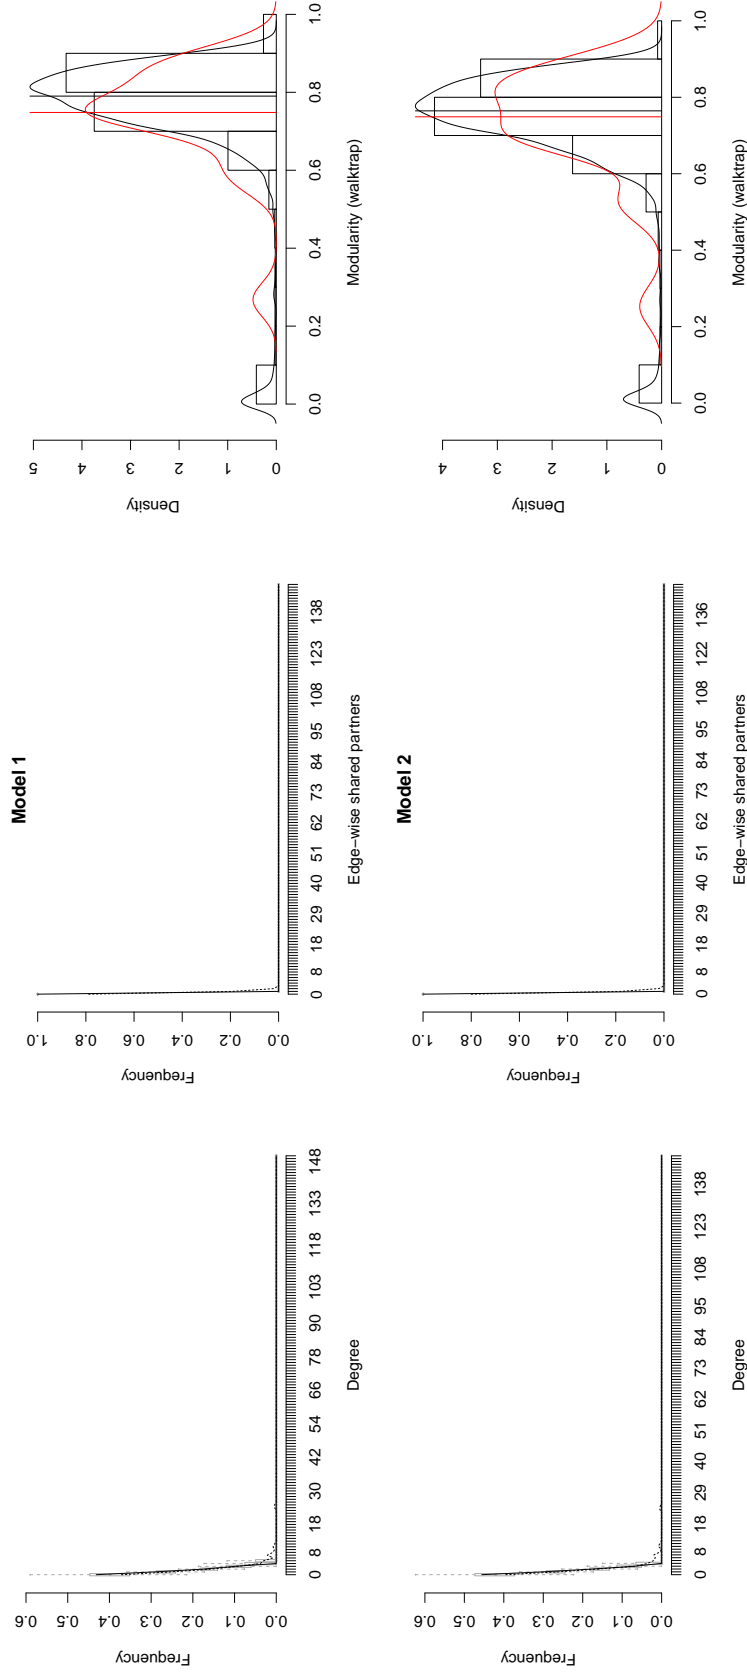 Model 1
Frequency
0.0 0.1 0.2 0.3 0.4 0.5 0.6
0 8 18 30 42 54 66 78 90 103 118 133 148
Degree
Frequency
0.0 0.2 0.4 0.6 0.8 1.0
0 8 18 29 40 51 62 73 84 95 108 123 138
Edge−wise shared partners
Density
0 1 2 3 4 5
0.0 0.2 0.4 0.6 0.8 1.0
Modularity (walktrap)
Model 2
Frequency
0.0 0.1 0.2 0.3 0.4 0.5 0.6
0 8 18 29 40 51 62 73 84 95 108 123 138
Degree
Frequency
0.0 0.2 0.4 0.6 0.8 1.0
0 8 18 29 40 51 62 73 84 95 108 122 136
Edge−wise shared partners
Density
0 1 2 3 4
0.0 0.2 0.4 0.6 0.8 1.0
Modularity (walktrap)